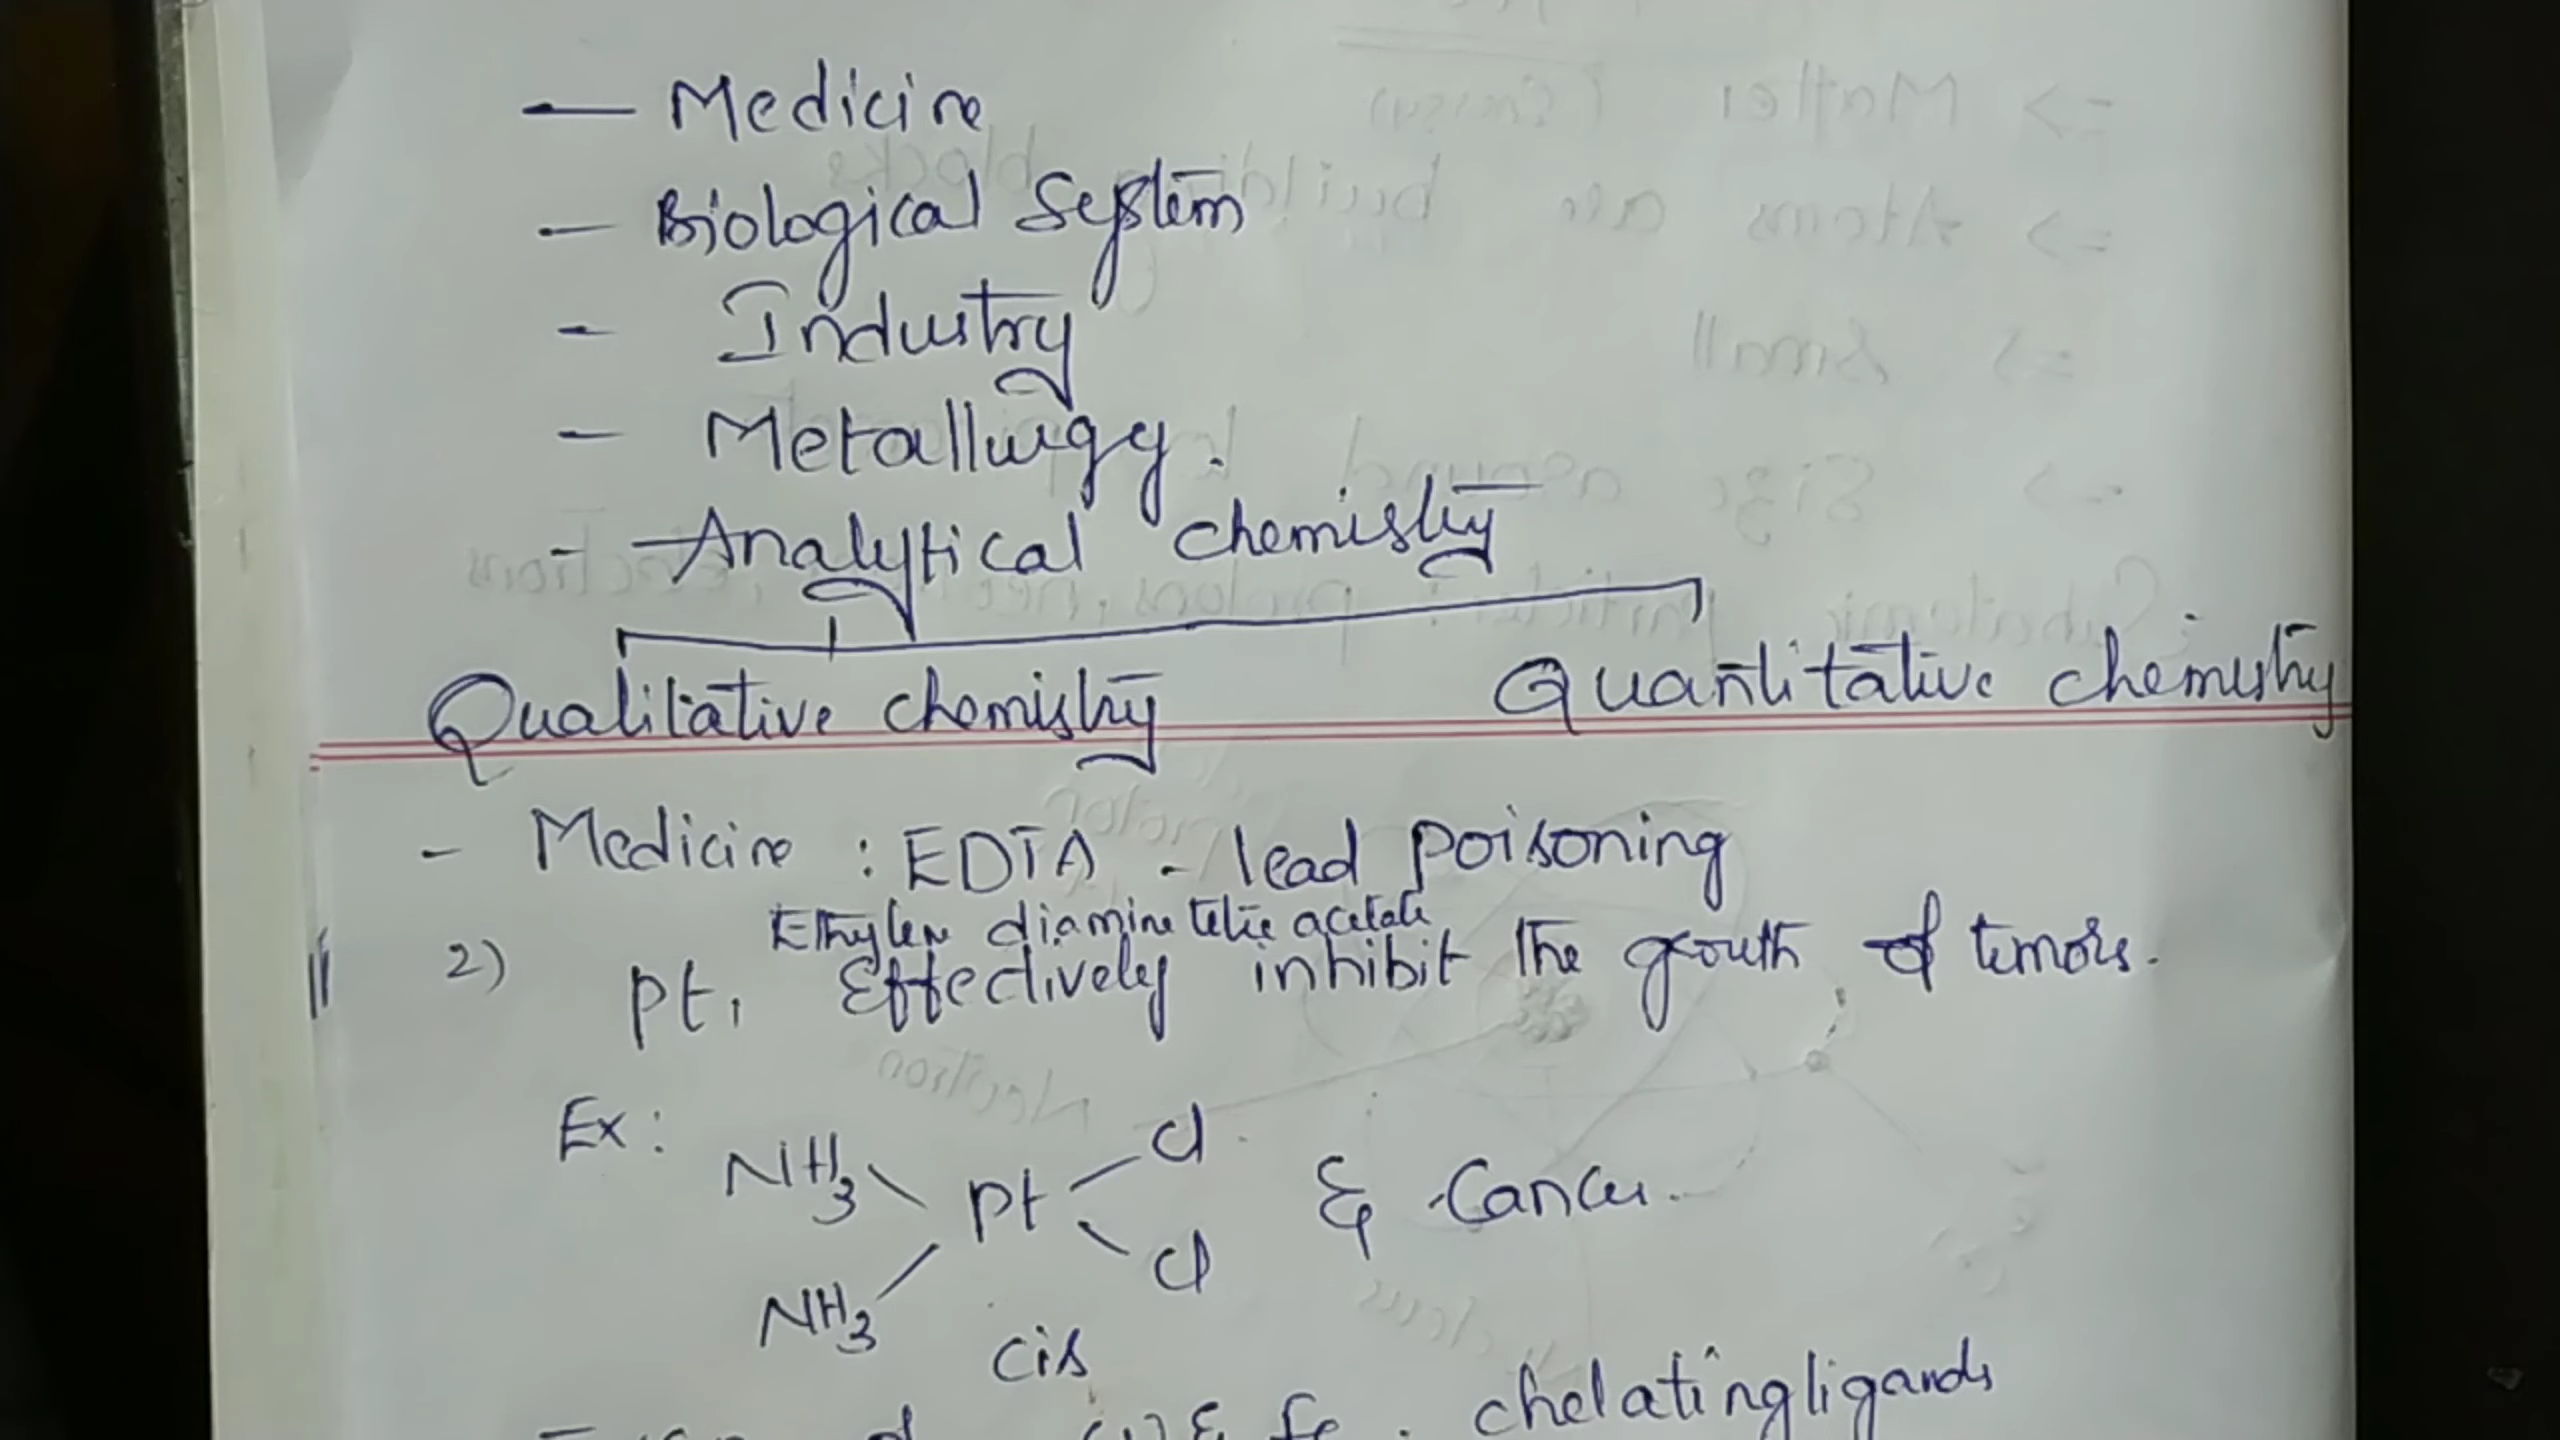 — Medicine
— Biological System
- Industry
- Metallurgy.
- Analytical chemistry
Qualitative chemistry Quantitative chemistry
- Medicine : EDTA - lead poisoning
Ethylene diamine tetra acetate
2) Pt, Effectively inhibit the growth of tumors.
Ex:
NH3 Cl
Pt & Cancer.
NH3 Cl
cis
chelating ligands